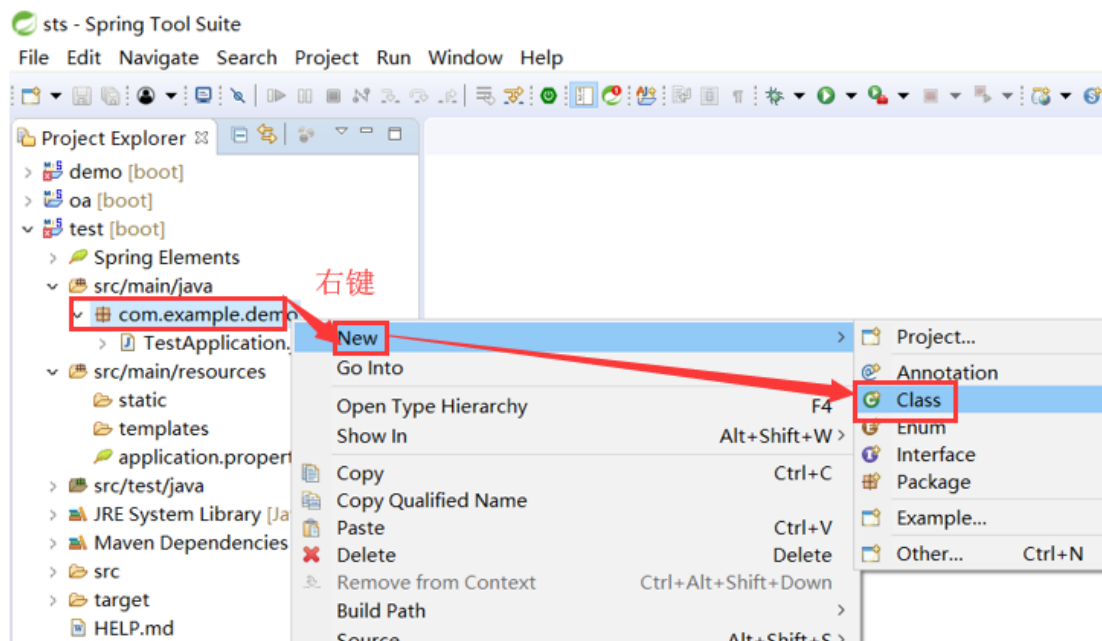 sts - Spring Tool Suite
File Edit Navigate Search Project Run Window Help
Project Explorer
demo [boot]
oa [boot]
test [boot]
Spring Elements
src/main/java
右键
com.example.demo
TestApplication.
src/main/resources
static
templates
application.propert
src/test/java
JRE System Library [Ja
Maven Dependencies
src
target
HELP.md
New
Go Into
Open Type Hierarchy F4
Show In Alt+Shift+W
Copy Ctrl+C
Copy Qualified Name
Paste Ctrl+V
Delete Delete
Remove from Context Ctrl+Alt+Shift+Down
Build Path
Source Alt+Shift+S
Project...
Annotation
Class
Enum
Interface
Package
Example...
Other... Ctrl+N